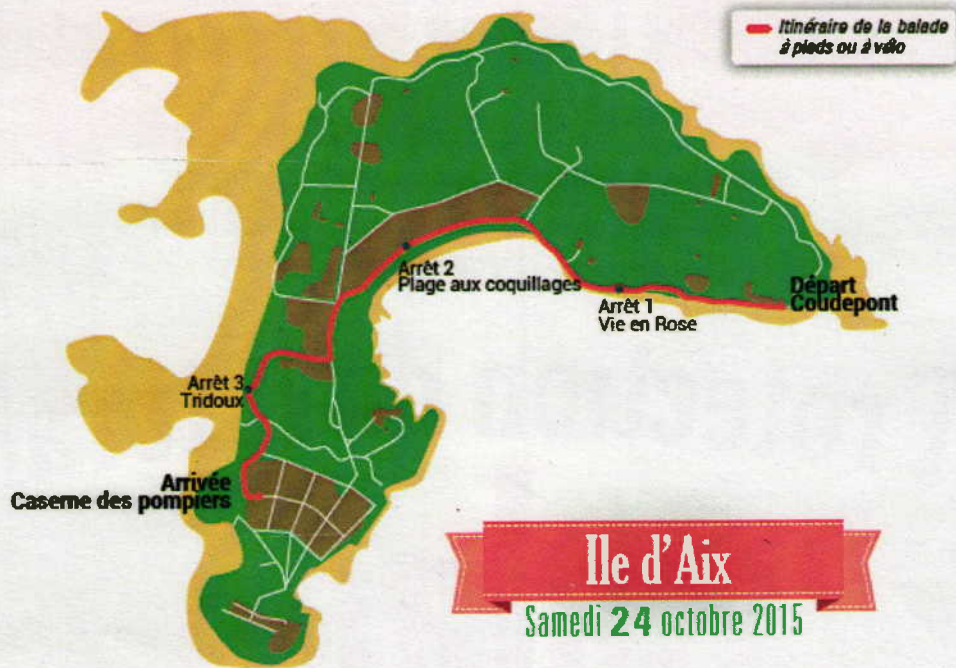 Itinéraire de la balade
à pieds ou à vélo
Arrêt 2
Plage aux coquillages
Départ
Coudepont
Arrêt 1
Vie en Rose
Arrêt 3
Tridoux
Arrivée
Caserne des pompiers
Ile d'Aix
Samedi 24 octobre 2015